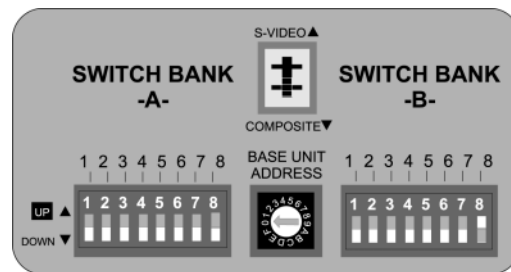 S-VIDEO▲
SWITCH BANK
-A-
SWITCH BANK
-B-
COMPOSITE▼
1 2 3 4 5 6 7 8
BASE UNIT
ADDRESS
1 2 3 4 5 6 7 8
1 2 3 4 5 6 7 8
0123456789ABCDEF
1 2 3 4 5 6 7 8
UP ▲
DOWN ▼